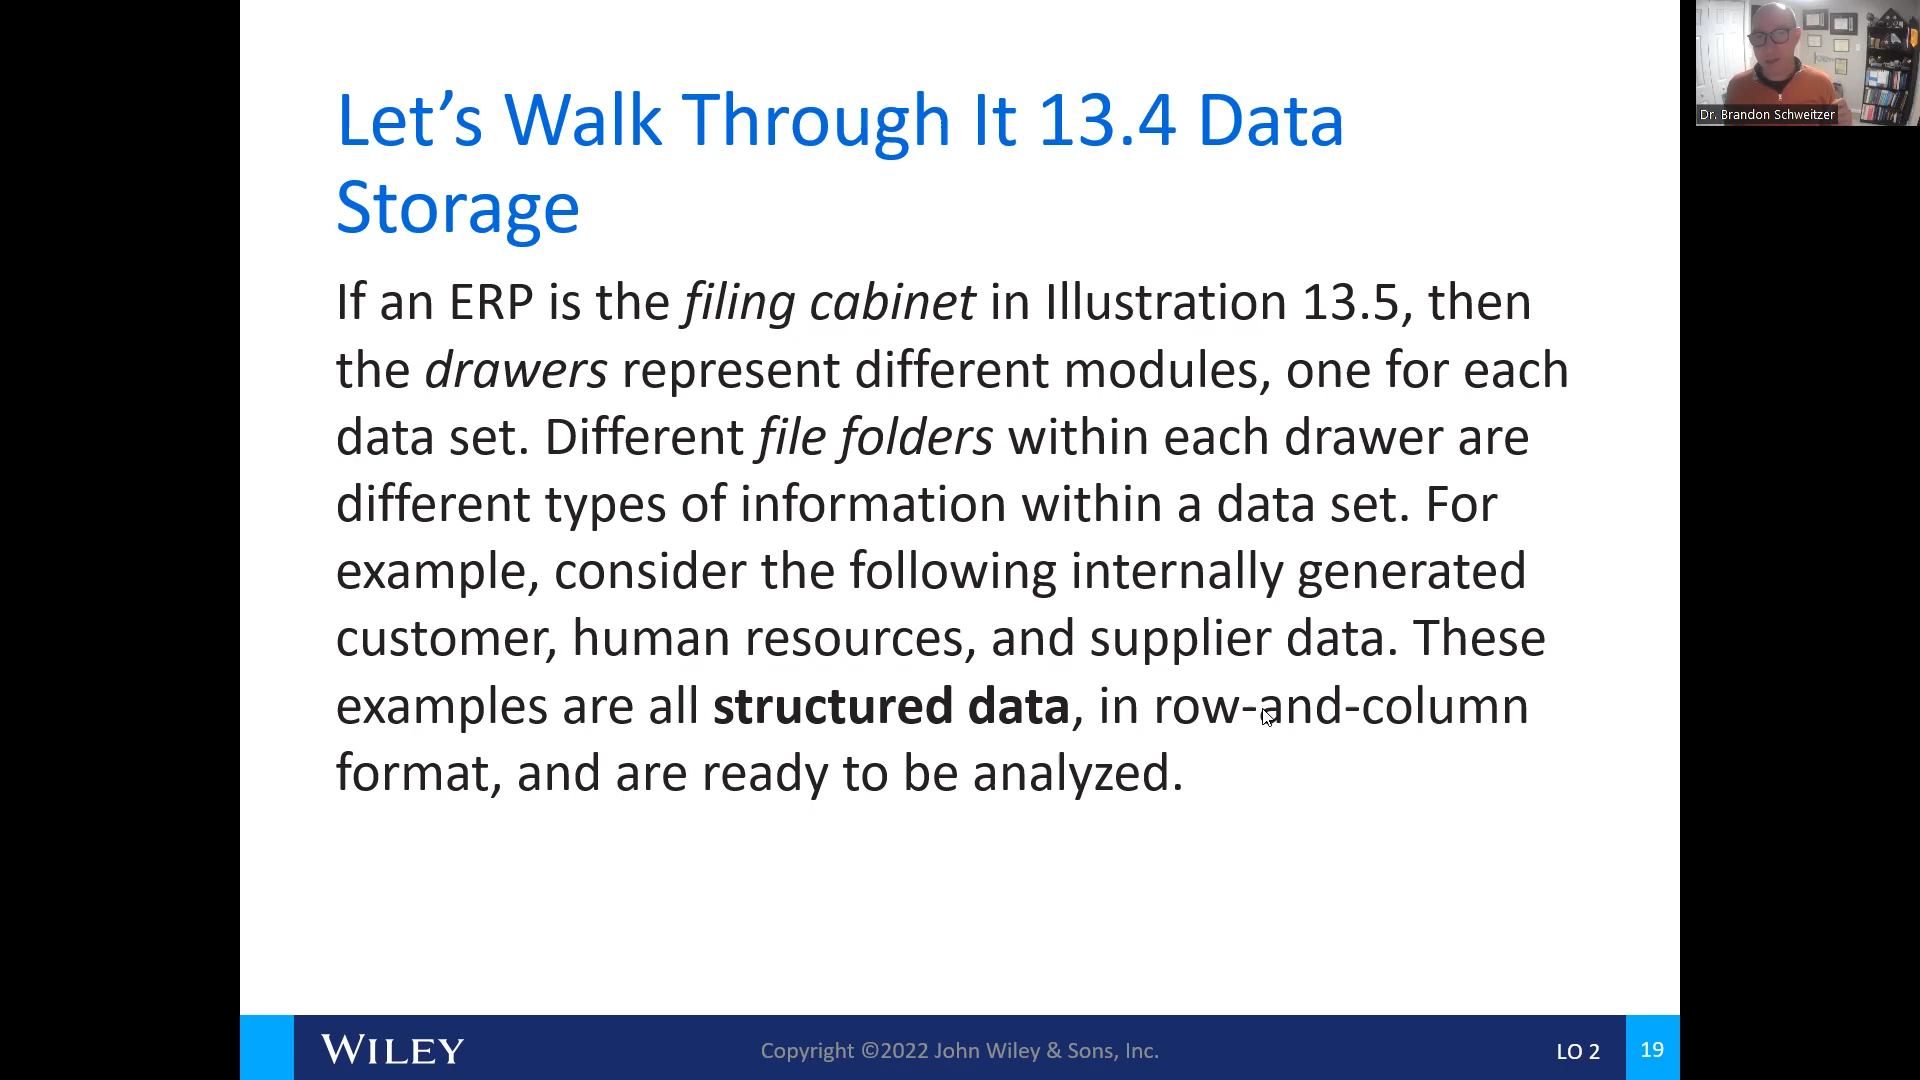 Let’s Walk Through It 13.4 Data
Storage
If an ERP is the filing cabinet in Illustration 13.5, then
the drawers represent different modules, one for each
data set. Different file folders within each drawer are
different types of information within a data set. For
example, consider the following internally generated
customer, human resources, and supplier data. These
examples are all structured data, in row-and-column
format, and are ready to be analyzed.
WILEY
Copyright ©2022 John Wiley & Sons, Inc.
LO 2
19
Dr. Brandon Schweitzer